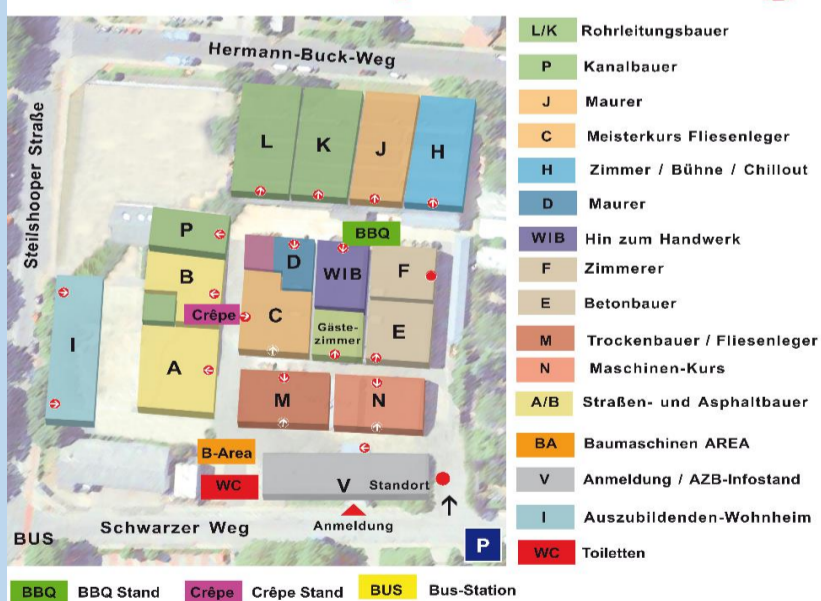 Hermann-Buck-Weg
Steilshooper Straße
L
K
J
H
P
B
D
WIB
BBQ
F
Crêpe
C
Gäste-
zimmer
E
I
A
M
N
B-Area
WC
V
Standort
Anmeldung
Schwarzer Weg
BUS
P
L/K Rohrleitungsbauer
P Kanalbauer
J Maurer
C Meisterkurs Fliesenleger
H Zimmer / Bühne / Chillout
D Maurer
WIB Hin zum Handwerk
F Zimmerer
E Betonbauer
M Trockenbauer / Fliesenleger
N Maschinen-Kurs
A/B Straßen- und Asphaltbauer
BA Baumaschinen AREA
V Anmeldung / AZB-Infostand
I Auszubildenden-Wohnheim
WC Toiletten
BBQ BBQ Stand Crêpe Crêpe Stand BUS Bus-Station